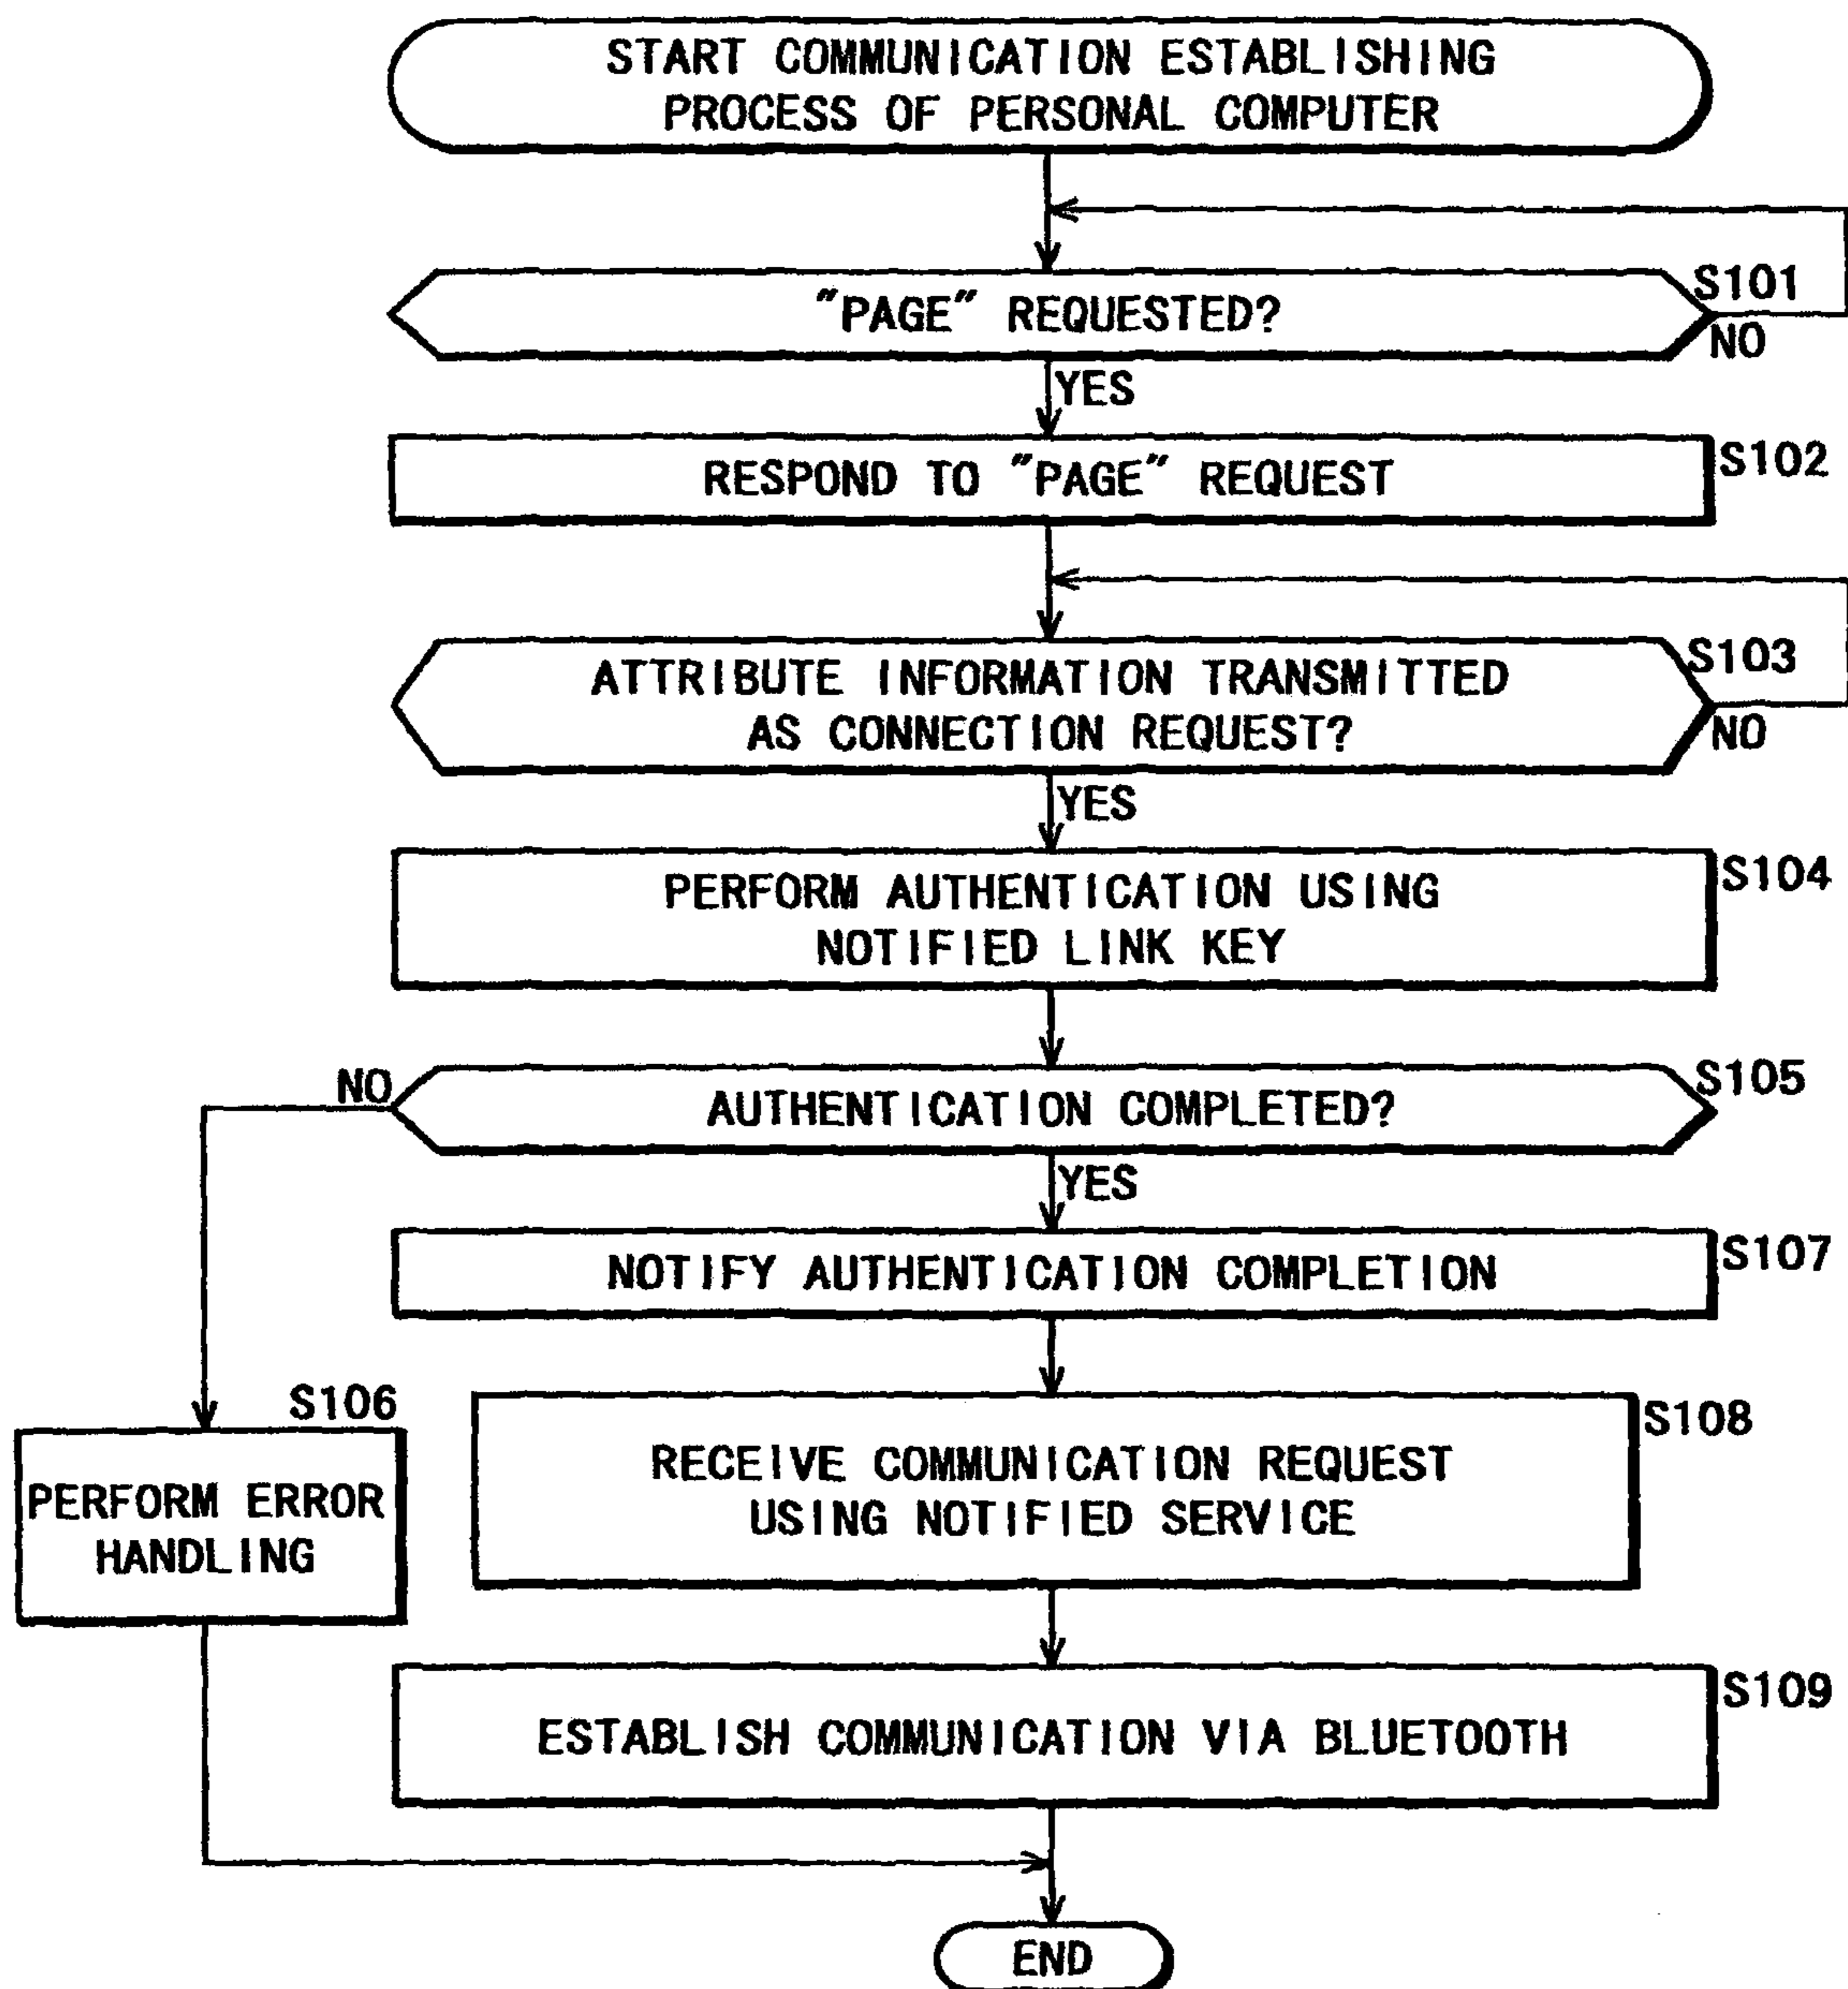 START COMMUNICATION ESTABLISHING
PROCESS OF PERSONAL COMPUTER
"PAGE" REQUESTED?
S101
NO
YES
RESPOND TO "PAGE" REQUEST
S102
ATTRIBUTE INFORMATION TRANSMITTED
AS CONNECTION REQUEST?
S103
NO
YES
PERFORM AUTHENTICATION USING
NOTIFIED LINK KEY
S104
NO
AUTHENTICATION COMPLETED?
S105
YES
NOTIFY AUTHENTICATION COMPLETION
S107
S106
PERFORM ERROR
HANDLING
RECEIVE COMMUNICATION REQUEST
USING NOTIFIED SERVICE
S108
ESTABLISH COMMUNICATION VIA BLUETOOTH
S109
END